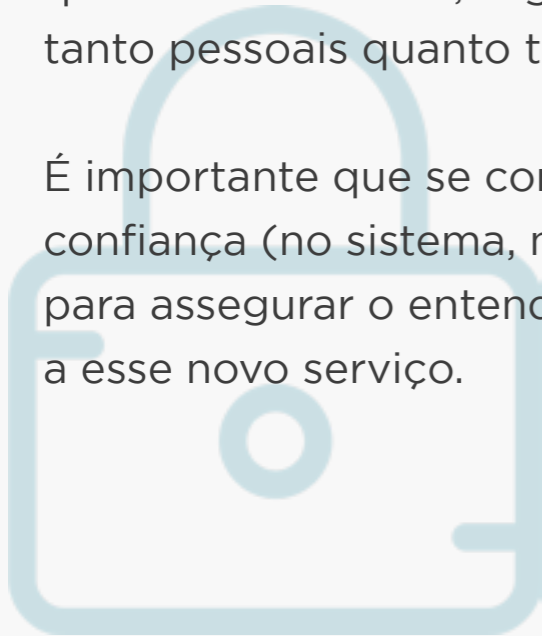 tanto pessoais quanto t
É importante que se co
confiança (no sistema,
para assegurar o enten
a esse novo serviço.